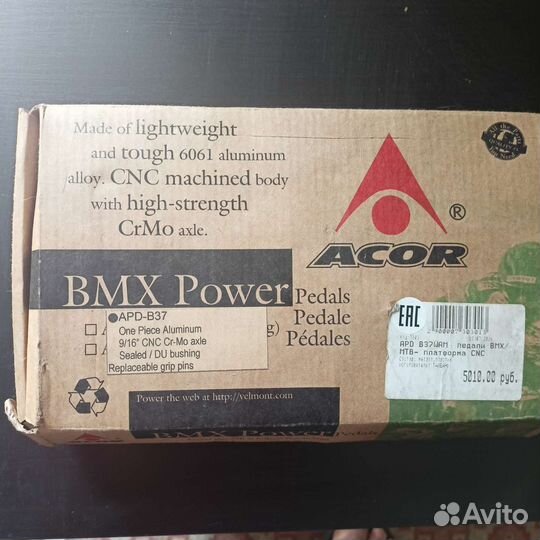 Made of lightweight
and tough 6061 aluminum
alloy. CNC machined body
with high-strength
CrMo axle.
®
ACOR
BMX Power Pedals
Pedale
Pédales
APD-B37
One Piece Aluminum
9/16" CNC Cr-Mo axle
Sealed / DU bushing
Replaceable grip pins
g)
EAC
APD B37WAM педали BMX/
MTB- платформа CNC
5010.00 руб.
Power the web at http://velmont.com/
BMX Power Pedals
Avito